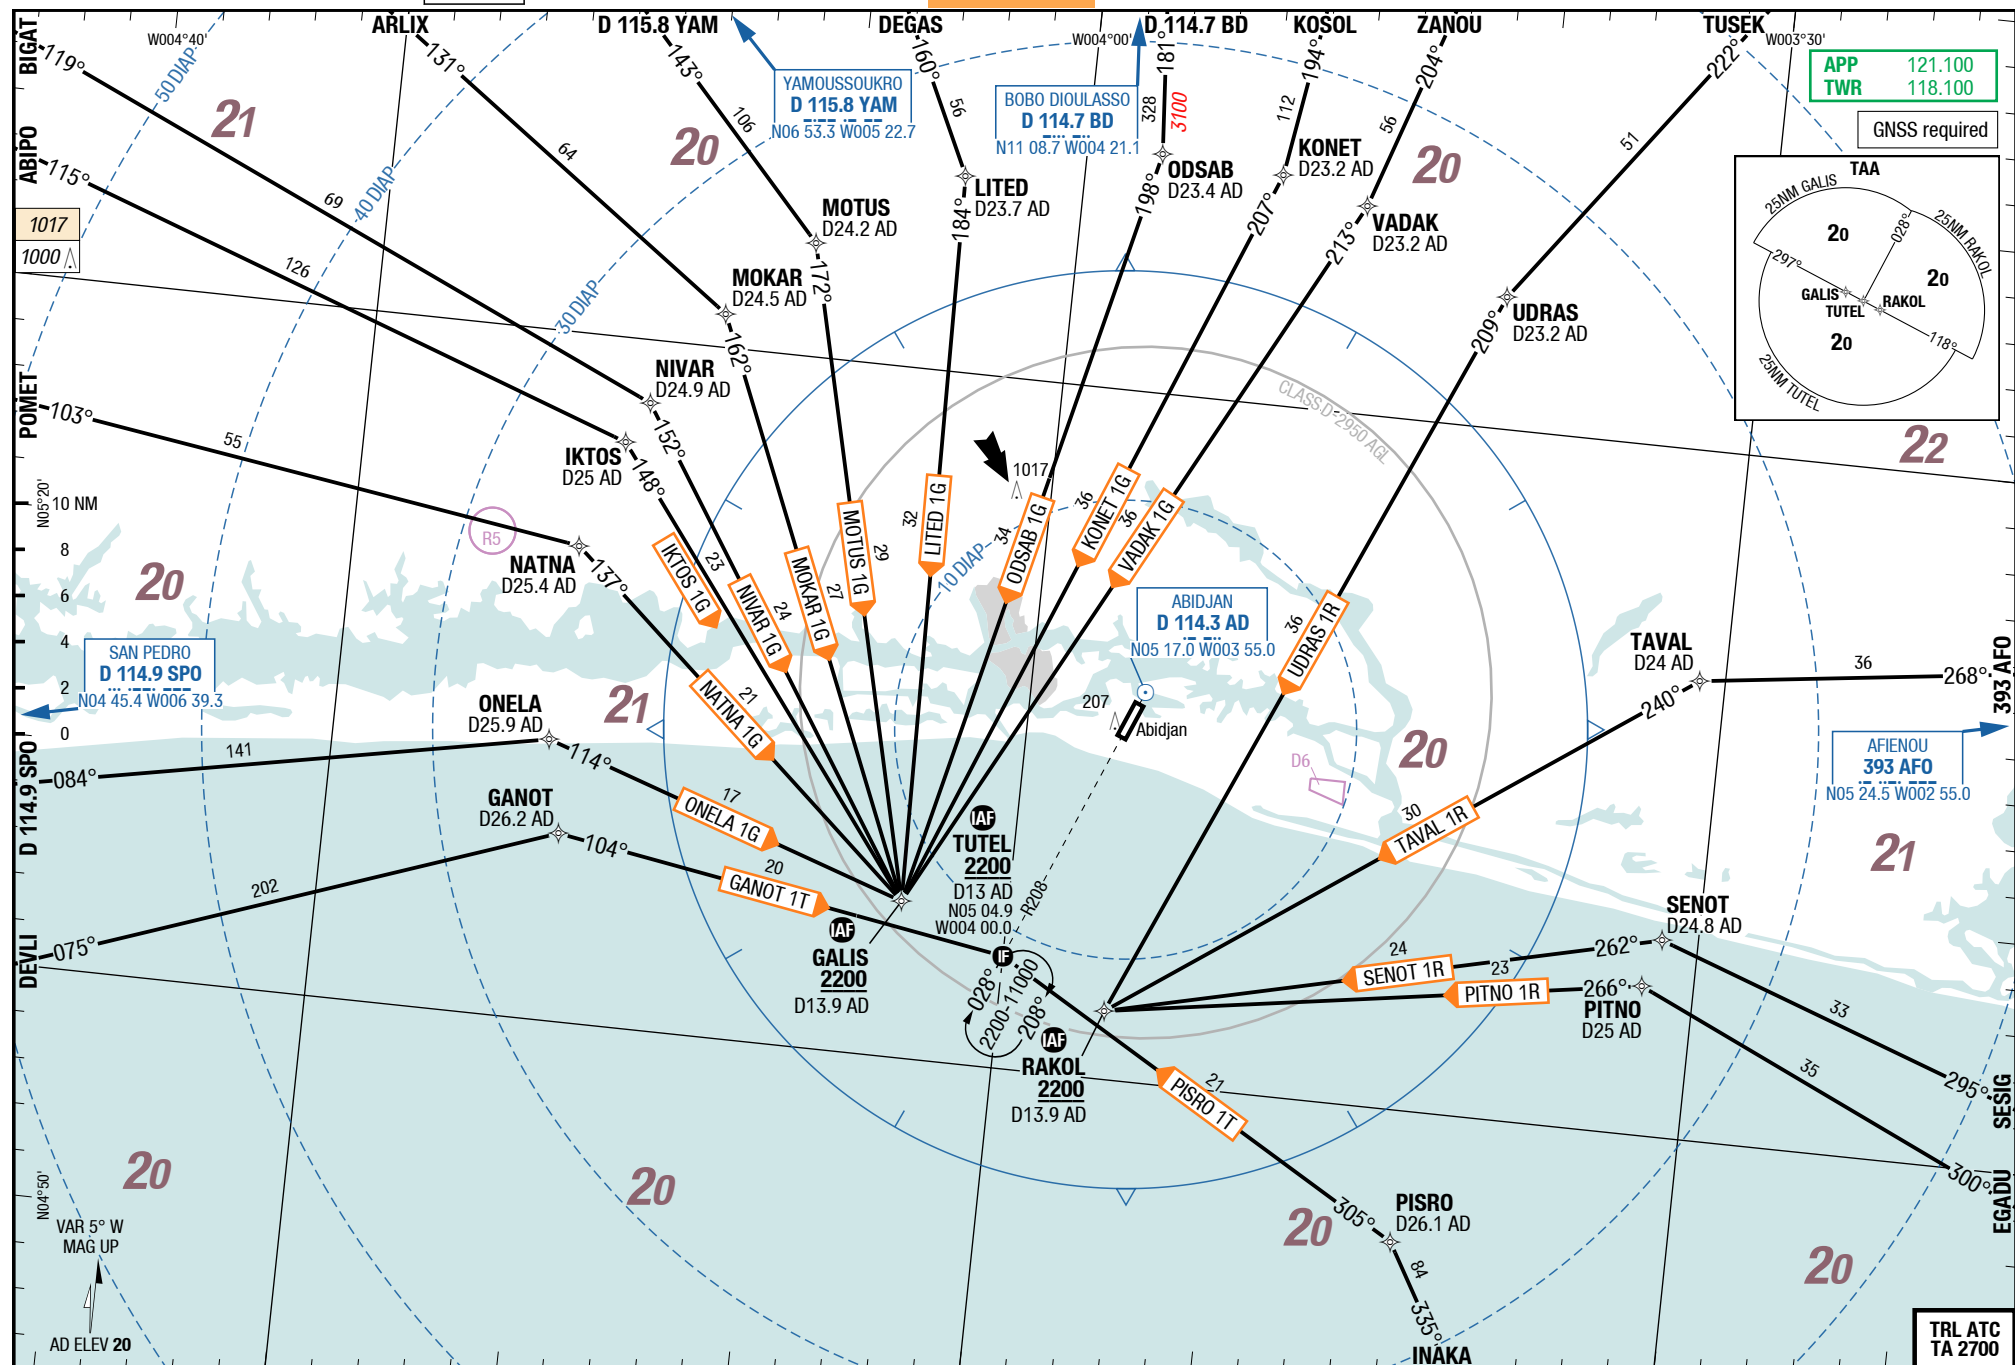 BIGAT
W004°40'
ARLIX
D 115.8 YAM
DEGAS
W004°00'
D 114.7 BD
KOSOL
ZANOU
TUSEK
W003°30'
119°
50 DIAP
131°
143°
160°
181°
194°
204°
222°
21
20
20
106
56
328
3100
112
56
51
64
YAMOUSSOUKRO
D 115.8 YAM
N06 53.3 W005 22.7
BOBO DIOULASSO
D 114.7 BD
N11 08.7 W004 21.1
APP 121.100
TWR 118.100
GNSS required
TAA
25NM GALIS
25NM RAKOL
25NM TUTEL
20
20
20
028°
297°
118°
GALIS
TUTEL
RAKOL
ABIPO
115°
69
40 DIAP
126
30 DIAP
1017
1000
LITED
D23.7 AD
184°
ODSAB
D23.4 AD
198°
KONET
D23.2 AD
207°
VADAK
D23.2 AD
213°
MOTUS
D24.2 AD
172°
MOKAR
D24.5 AD
162°
UDRAS
D23.2 AD
209°
NIVAR
D24.9 AD
152°
IKTOS
D25 AD
148°
POMET
103°
55
CLASS D-2950 AGL
22
N05°20'
10 NM
8
6
4
2
0
R5
NATNA
D25.4 AD
137°
20
1017
IKTOS 1G
23
NIVAR 1G
24
MOKAR 1G
27
MOTUS 1G
29
LITED 1G
32
10 DIAP
ODSAB 1G
34
KONET 1G
36
VADAK 1G
36
UDRAS 1R
36
ABIDJAN
D 114.3 AD
N05 17.0 W003 55.0
SAN PEDRO
D 114.9 SPO
N04 45.4 W006 39.3
TAVAL
D24 AD
240°
36
268°
393 AFO
AFIENOU
393 AFO
N05 24.5 W002 55.0
ONELA
D25.9 AD
21
NATNA 1G
21
207
Abidjan
D6
20
21
D 114.9 SPO
084°
141
114°
17
ONELA 1G
GANOT
D26.2 AD
104°
20
GANOT 1T
IAF
TUTEL
2200
D13 AD
N05 04.9
W004 00.0
R208
30
TAVAL 1R
DEVLI
075°
202
IAF
GALIS
2200
D13.9 AD
IF
028°
2200-11000
208°
IAF
RAKOL
2200
D13.9 AD
SENOT
D24.8 AD
262°
24
SENOT 1R
23
PITNO 1R
266°
PITNO
D25 AD
33
295°
SESIG
35
300°
EGADU
21
PISRO 1T
PISRO
D26.1 AD
305°
84
335°
INAKA
20
20
20
20
N04°50'
VAR 5° W
MAG UP
AD ELEV 20
TRL ATC
TA 2700